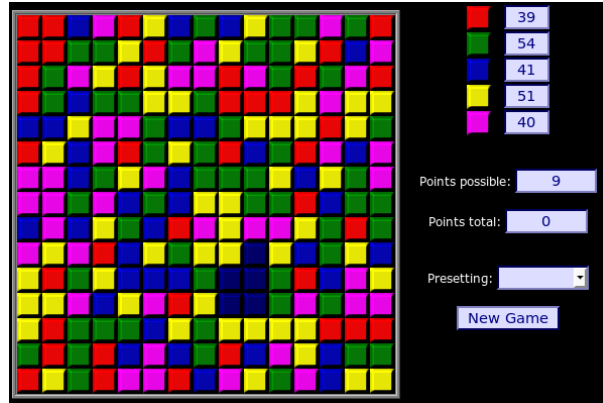 39
54
41
51
40
Points possible: 9
Points total: 0
Presetting:
New Game